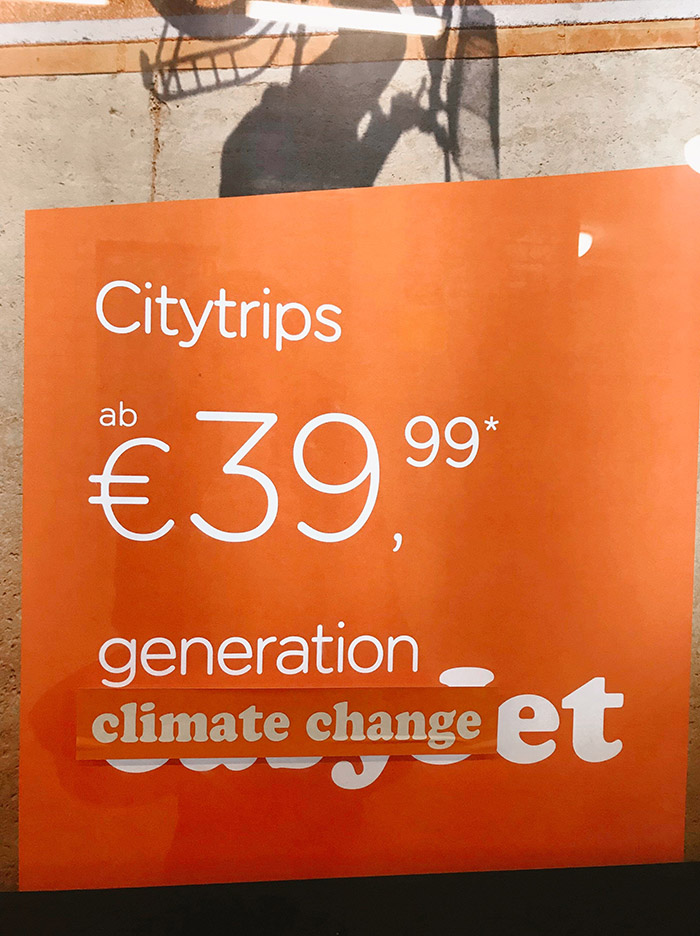 Citytrips
ab
€39,99*
generation
climate change et